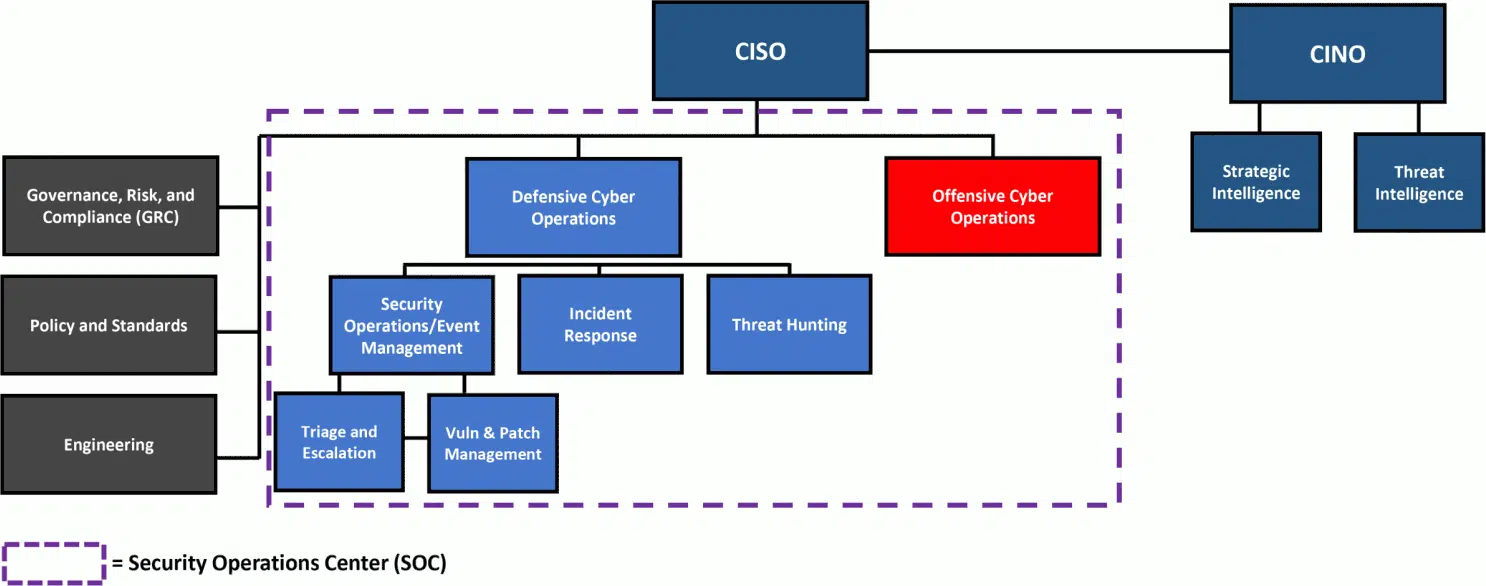 CISO
CINO
Governance, Risk, and
Compliance (GRC)
Defensive Cyber
Operations
Offensive Cyber
Operations
Strategic
Intelligence
Threat
Intelligence
Policy and Standards
Security
Operations/Event
Management
Incident
Response
Threat Hunting
Engineering
Triage and
Escalation
Vuln & Patch
Management
= Security Operations Center (SOC)